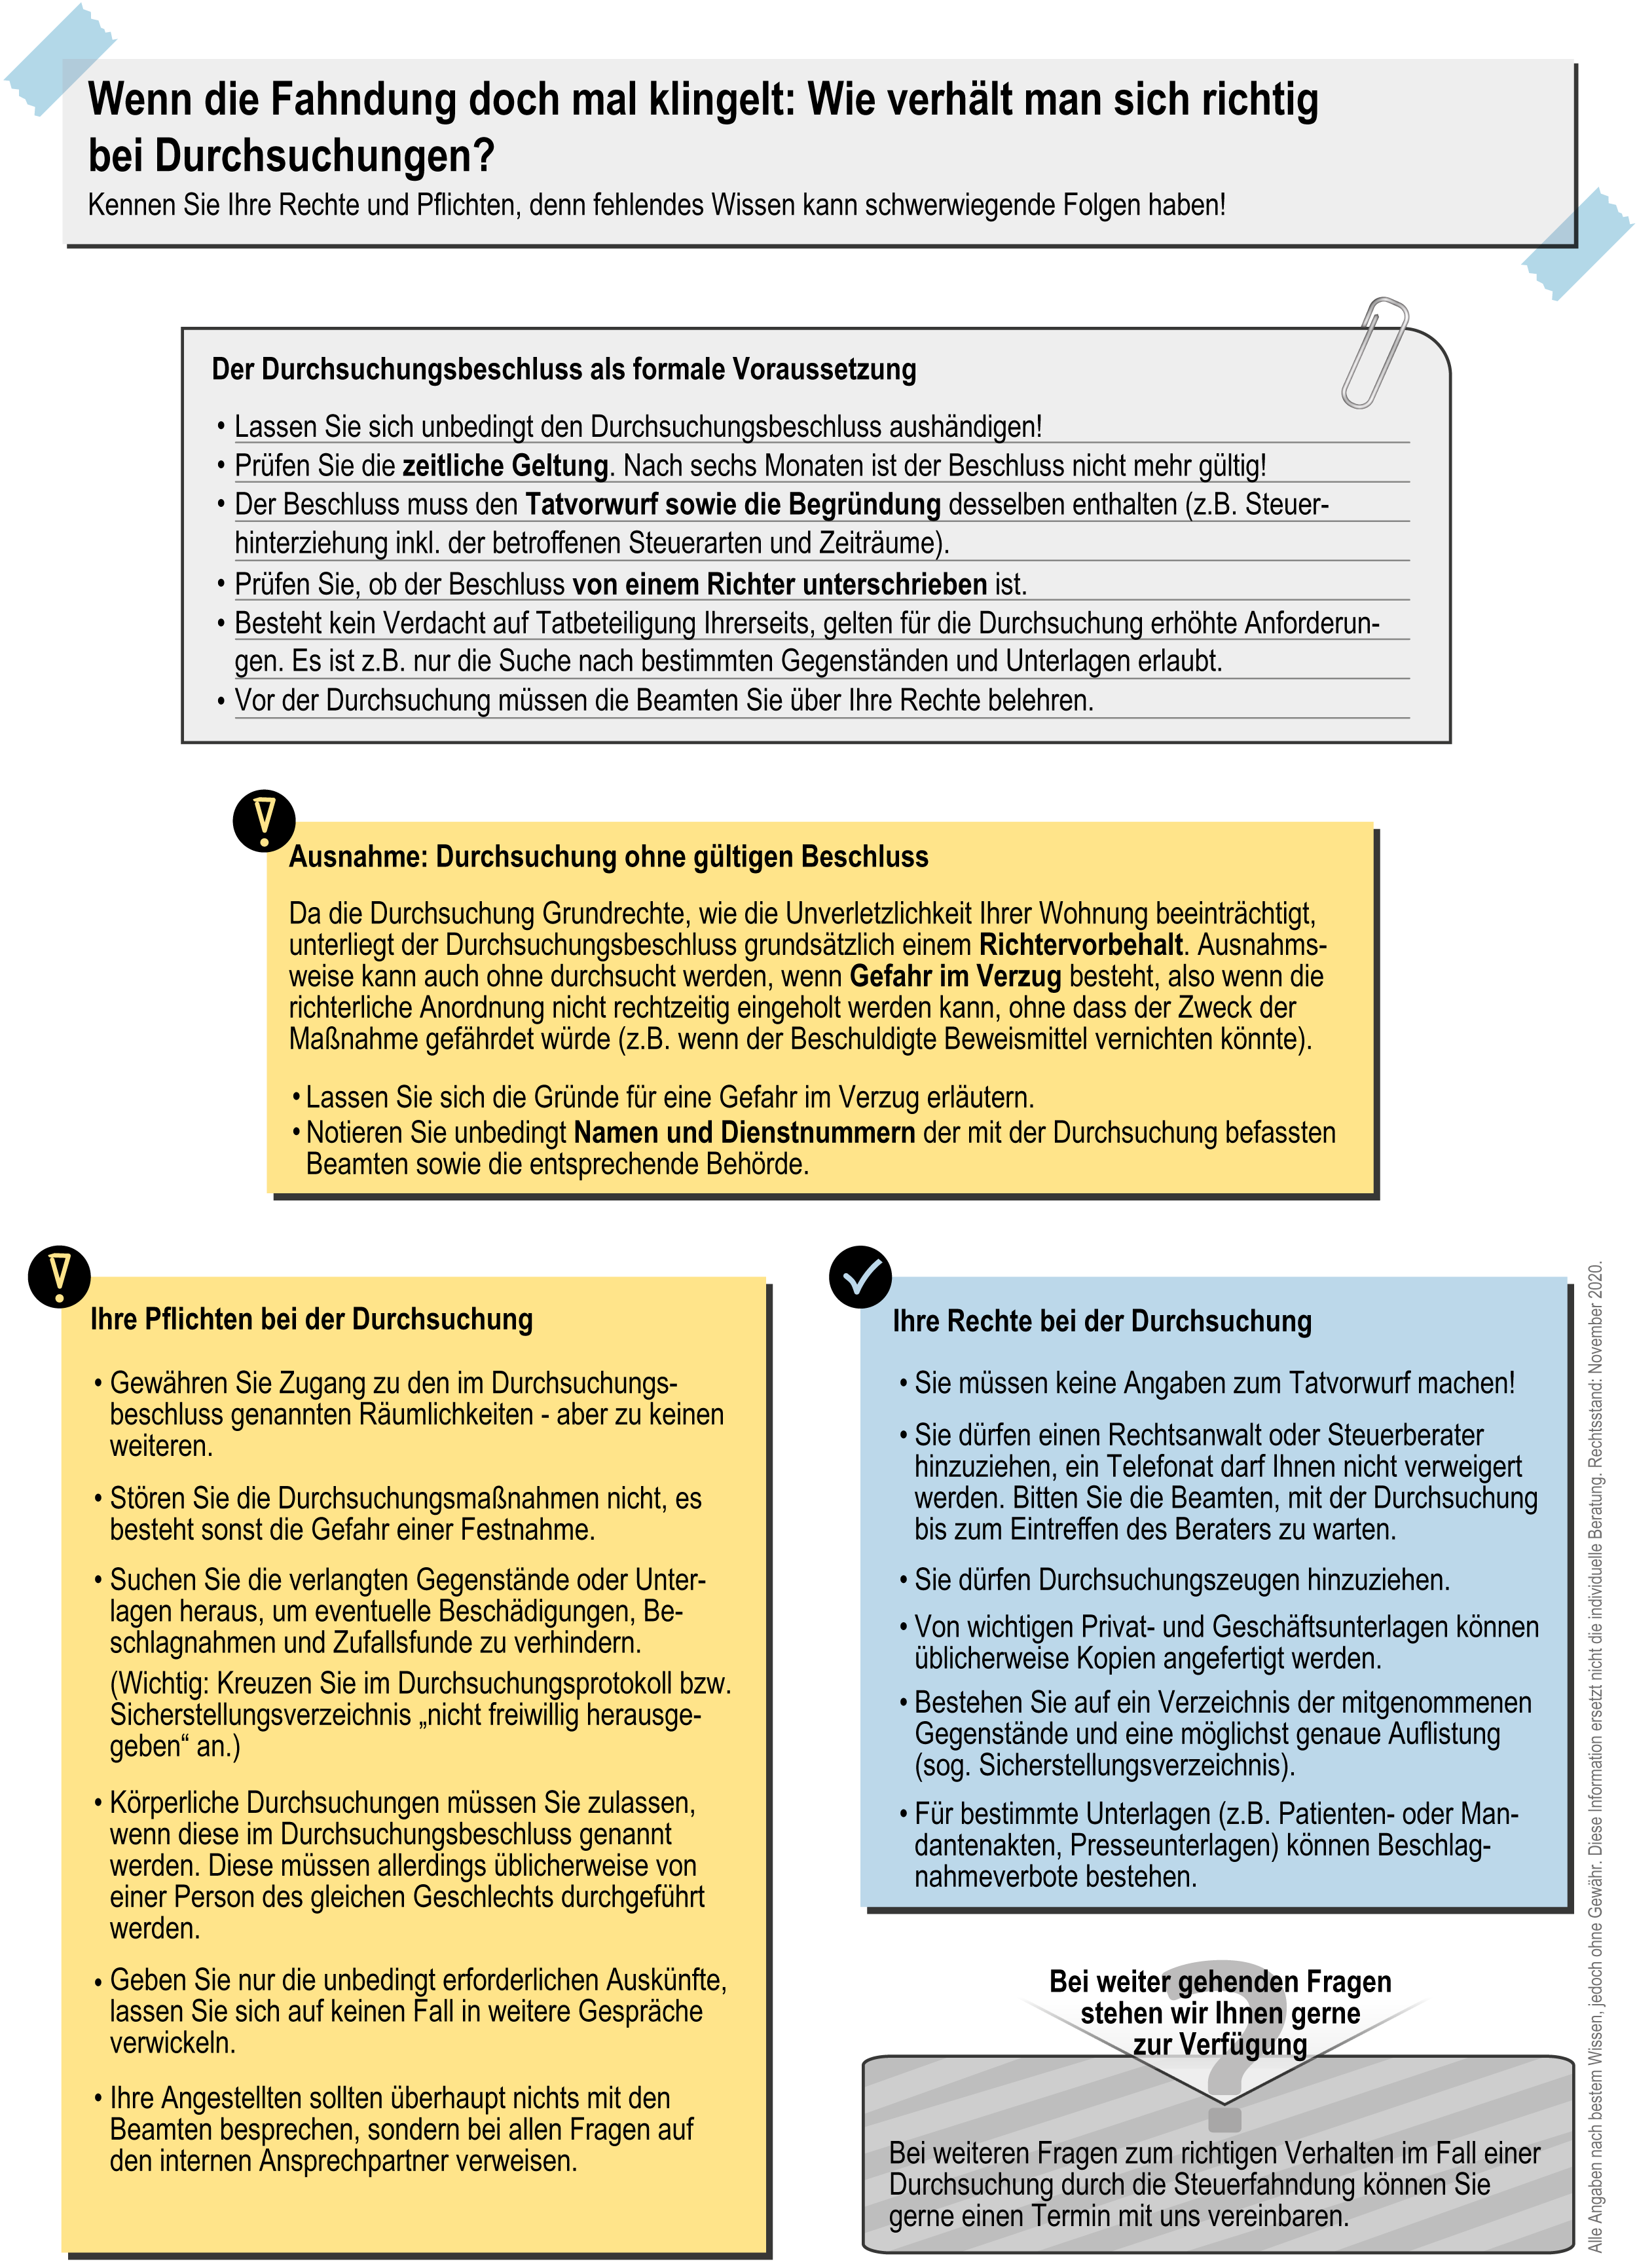 Wenn die Fahndung doch mal klingelt: Wie verhält man sich richtig
bei Durchsuchungen?
Kennen Sie Ihre Rechte und Pflichten, denn fehlendes Wissen kann schwerwiegende Folgen haben!
Der Durchsuchungsbeschluss als formale Voraussetzung
• Lassen Sie sich unbedingt den Durchsuchungsbeschluss aushändigen!
• Prüfen Sie die zeitliche Geltung. Nach sechs Monaten ist der Beschluss nicht mehr gültig!
• Der Beschluss muss den Tatvorwurf sowie die Begründung desselben enthalten (z.B. Steuer-
hinterziehung inkl. der betroffenen Steuerarten und Zeiträume).
• Prüfen Sie, ob der Beschluss von einem Richter unterschrieben ist.
• Besteht kein Verdacht auf Tatbeteiligung Ihrerseits, gelten für die Durchsuchung erhöhte Anforderun-
gen. Es ist z.B. nur die Suche nach bestimmten Gegenständen und Unterlagen erlaubt.
• Vor der Durchsuchung müssen die Beamten Sie über Ihre Rechte belehren.
Ausnahme: Durchsuchung ohne gültigen Beschluss
Da die Durchsuchung Grundrechte, wie die Unverletzlichkeit Ihrer Wohnung beeinträchtigt,
unterliegt der Durchsuchungsbeschluss grundsätzlich einem Richtervorbehalt. Ausnahms-
weise kann auch ohne durchsucht werden, wenn Gefahr im Verzug besteht, also wenn die
richterliche Anordnung nicht rechtzeitig eingeholt werden kann, ohne dass der Zweck der
Maßnahme gefährdet würde (z.B. wenn der Beschuldigte Beweismittel vernichten könnte).
• Lassen Sie sich die Gründe für eine Gefahr im Verzug erläutern.
• Notieren Sie unbedingt Namen und Dienstnummern der mit der Durchsuchung befassten
Beamten sowie die entsprechende Behörde.
Ihre Pflichten bei der Durchsuchung
• Gewähren Sie Zugang zu den im Durchsuchungs-
beschluss genannten Räumlichkeiten - aber zu keinen
weiteren.
• Stören Sie die Durchsuchungsmaßnahmen nicht, es
besteht sonst die Gefahr einer Festnahme.
• Suchen Sie die verlangten Gegenstände oder Unter-
lagen heraus, um eventuelle Beschädigungen, Be-
schlagnahmen und Zufallsfunde zu verhindern.
(Wichtig: Kreuzen Sie im Durchsuchungsprotokoll bzw.
Sicherstellungsverzeichnis „nicht freiwillig herausge-
geben“ an.)
• Körperliche Durchsuchungen müssen Sie zulassen,
wenn diese im Durchsuchungsbeschluss genannt
werden. Diese müssen allerdings üblicherweise von
einer Person des gleichen Geschlechts durchgeführt
werden.
• Geben Sie nur die unbedingt erforderlichen Auskünfte,
lassen Sie sich auf keinen Fall in weitere Gespräche
verwickeln.
• Ihre Angestellten sollten überhaupt nichts mit den
Beamten besprechen, sondern bei allen Fragen auf
den internen Ansprechpartner verweisen.
Ihre Rechte bei der Durchsuchung
• Sie müssen keine Angaben zum Tatvorwurf machen!
• Sie dürfen einen Rechtsanwalt oder Steuerberater
hinzuziehen, ein Telefonat darf Ihnen nicht verweigert
werden. Bitten Sie die Beamten, mit der Durchsuchung
bis zum Eintreffen des Beraters zu warten.
• Sie dürfen Durchsuchungszeugen hinzuziehen.
• Von wichtigen Privat- und Geschäftsunterlagen können
üblicherweise Kopien angefertigt werden.
• Bestehen Sie auf ein Verzeichnis der mitgenommenen
Gegenstände und eine möglichst genaue Auflistung
(sog. Sicherstellungsverzeichnis).
• Für bestimmte Unterlagen (z.B. Patienten- oder Man-
dantenakten, Presseunterlagen) können Beschlag-
nahmeverbote bestehen.
Bei weiter gehenden Fragen
stehen wir Ihnen gerne
zur Verfügung
?
Bei weiteren Fragen zum richtigen Verhalten im Fall einer
Durchsuchung durch die Steuerfahndung können Sie
gerne einen Termin mit uns vereinbaren.
Alle Angaben nach bestem Wissen, jedoch ohne Gewähr. Diese Information ersetzt nicht die individuelle Beratung. Rechtsstand: November 2020.